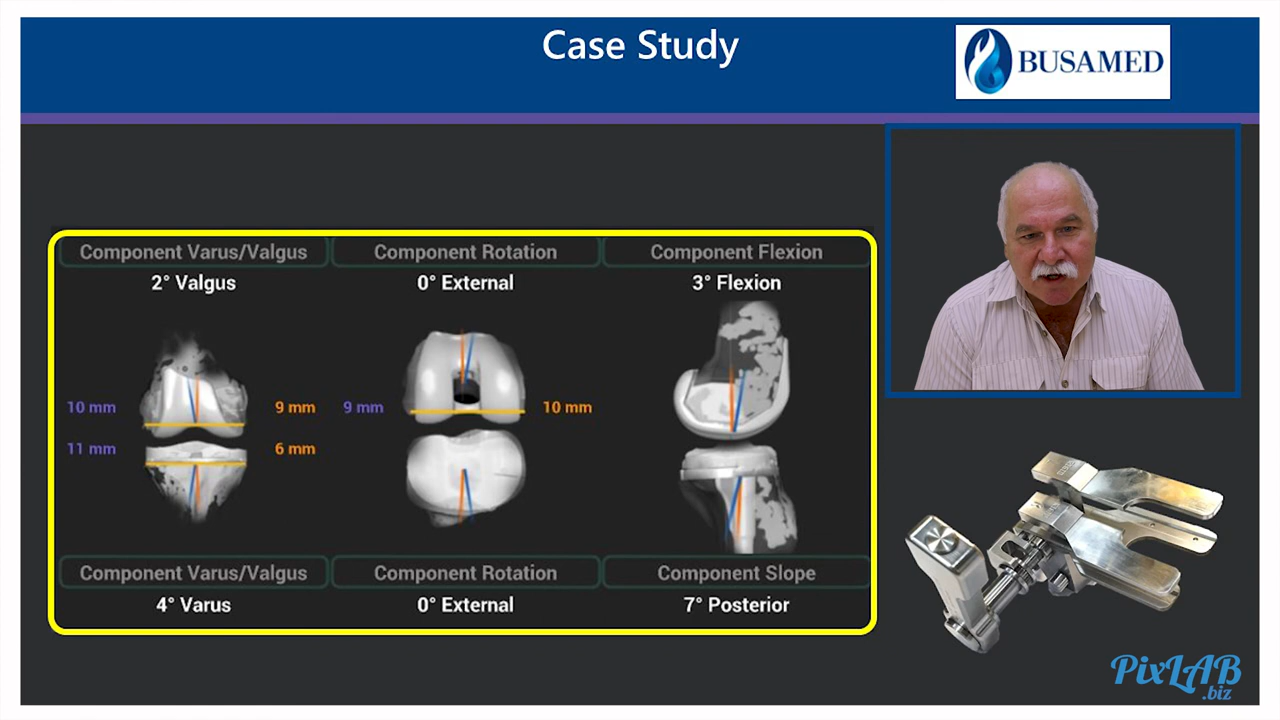 Case Study
BUSAMED
Component Varus/Valgus
Component Rotation
Component Flexion
2° Valgus
0° External
3° Flexion
10 mm
9 mm
9 mm
10 mm
11 mm
6 mm
Component Varus/Valgus
Component Rotation
Component Slope
4° Varus
0° External
7° Posterior
PixLAB
.biz